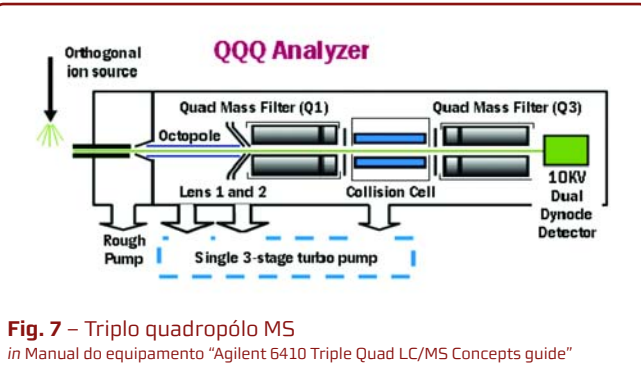 QQQ Analyzer
Orthogonal
ion source
Quad Mass Filter (Q1)
Quad Mass Filter (Q3)
Octopole
Lens 1 and 2
Collision Cell
10KV
Dual
Dynode
Detector
Rough
Pump
Single 3-stage turbo pump
Fig. 7 – Triplo quadropólo MS
in Manual do equipamento “Agilent 6410 Triple Quad LC/MS Concepts guide”